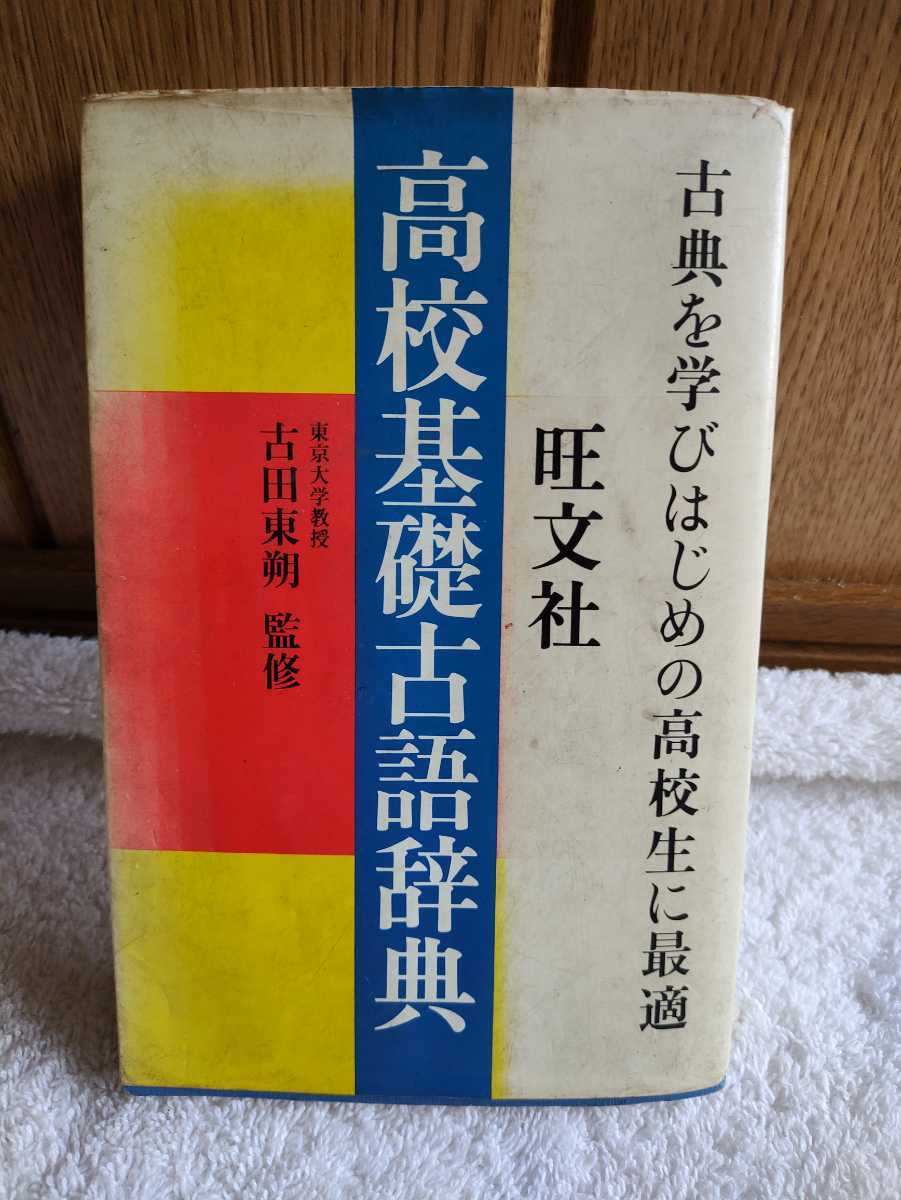 古典を学びはじめの高校生に最適
旺文社
高校基礎古語辞典
東京大学教授
古田東朔 監修